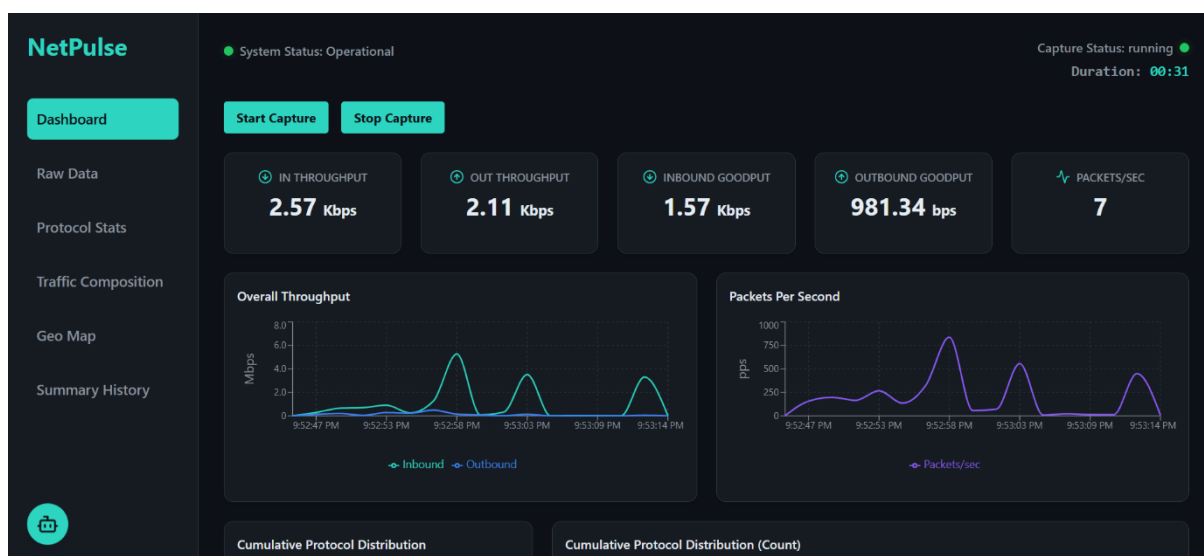 NetPulse
Dashboard
Raw Data
Protocol Stats
Traffic Composition
Geo Map
Summary History
System Status: Operational
Capture Status: running
Duration: 00:31
Start Capture
Stop Capture
IN THROUGHPUT
2.57 Kbps
OUT THROUGHPUT
2.11 Kbps
INBOUND GOODPUT
1.57 Kbps
OUTBOUND GOODPUT
981.34 bps
PACKETS/SEC
7
Overall Throughput
8.0
6.0
4.0
2.0
0
Mbps
9:52:47 PM 9:52:53 PM 9:52:58 PM 9:53:03 PM 9:53:09 PM 9:53:14 PM
Inbound Outbound
Packets Per Second
1000
750
500
250
0
pps
9:52:47 PM 9:52:53 PM 9:52:58 PM 9:53:03 PM 9:53:09 PM 9:53:14 PM
Packets/sec
Cumulative Protocol Distribution
Cumulative Protocol Distribution (Count)